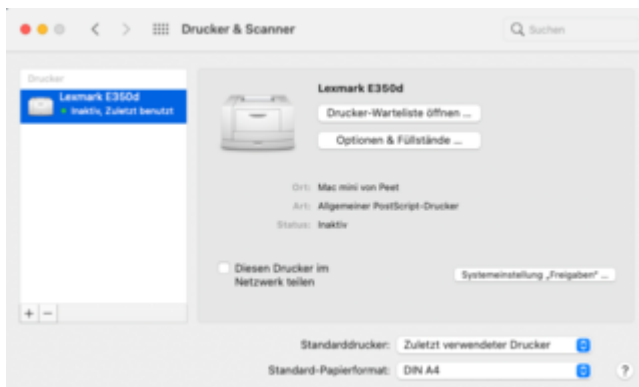 Drucker & Scanner
Suchen
Drucker
Lexmark E350d
Inaktiv, Zuletzt benutzt
Lexmark E350d
Drucker-Warteliste öffnen ...
Optionen & Füllstände ...
Ort: Mac mini von Peet
Art: Allgemeiner PostScript-Drucker
Status: Inaktiv
Diesen Drucker im
Netzwerk teilen
Systemeinstellung „Freigaben“ ...
+ −
Standarddrucker: Zuletzt verwendeter Drucker
Standard-Papierformat: DIN A4
?